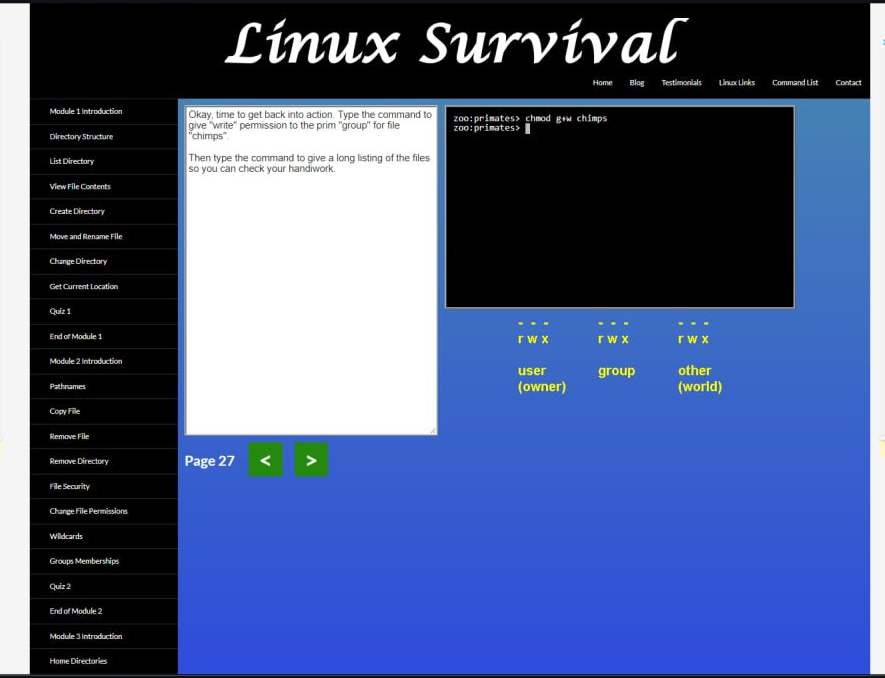 Linux Survival
Home Blog Testimonials Linux Links Command List Contact
Module 1 Introduction
Directory Structure
List Directory
View File Contents
Create Directory
Move and Rename File
Change Directory
Get Current Location
Quiz 1
End of Module 1
Module 2 Introduction
Pathnames
Copy File
Remove File
Remove Directory
File Security
Change File Permissions
Wildcards
Groups Memberships
Quiz 2
End of Module 2
Module 3 Introduction
Home Directories
Okay, time to get back into action. Type the command to
give "write" permission to the prim "group" for file
"chimps".
Then type the command to give a long listing of the files
so you can check your handiwork.
Page 27 < >
zoo:primates> chmod g+w chimps
zoo:primates>
- - - - - - - - -
r w x r w x r w x
user group other
(owner) (world)